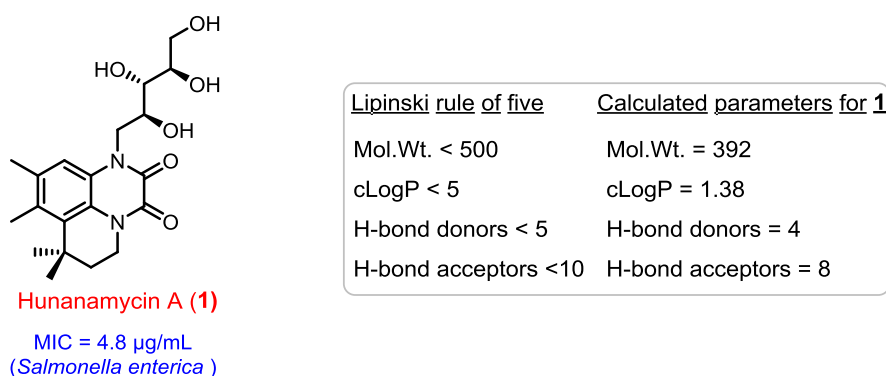 OH
HO
OH
OH
N
O
N
O
Hunanamycin A (1)
MIC = 4.8 µg/mL
(Salmonella enterica )
Lipinski rule of five Calculated parameters for 1
Mol.Wt. < 500 Mol.Wt. = 392
cLogP < 5 cLogP = 1.38
H-bond donors < 5 H-bond donors = 4
H-bond acceptors <10 H-bond acceptors = 8